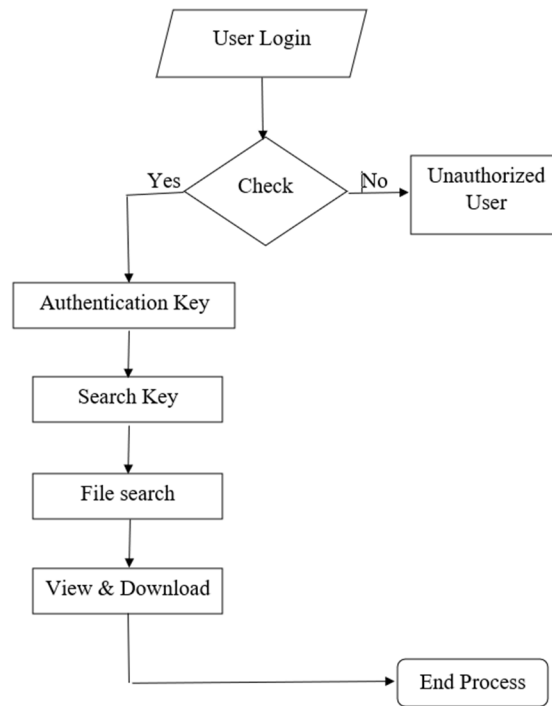 User Login
Yes
Check
No
Unauthorized
User
Authentication Key
Search Key
File search
View & Download
End Process